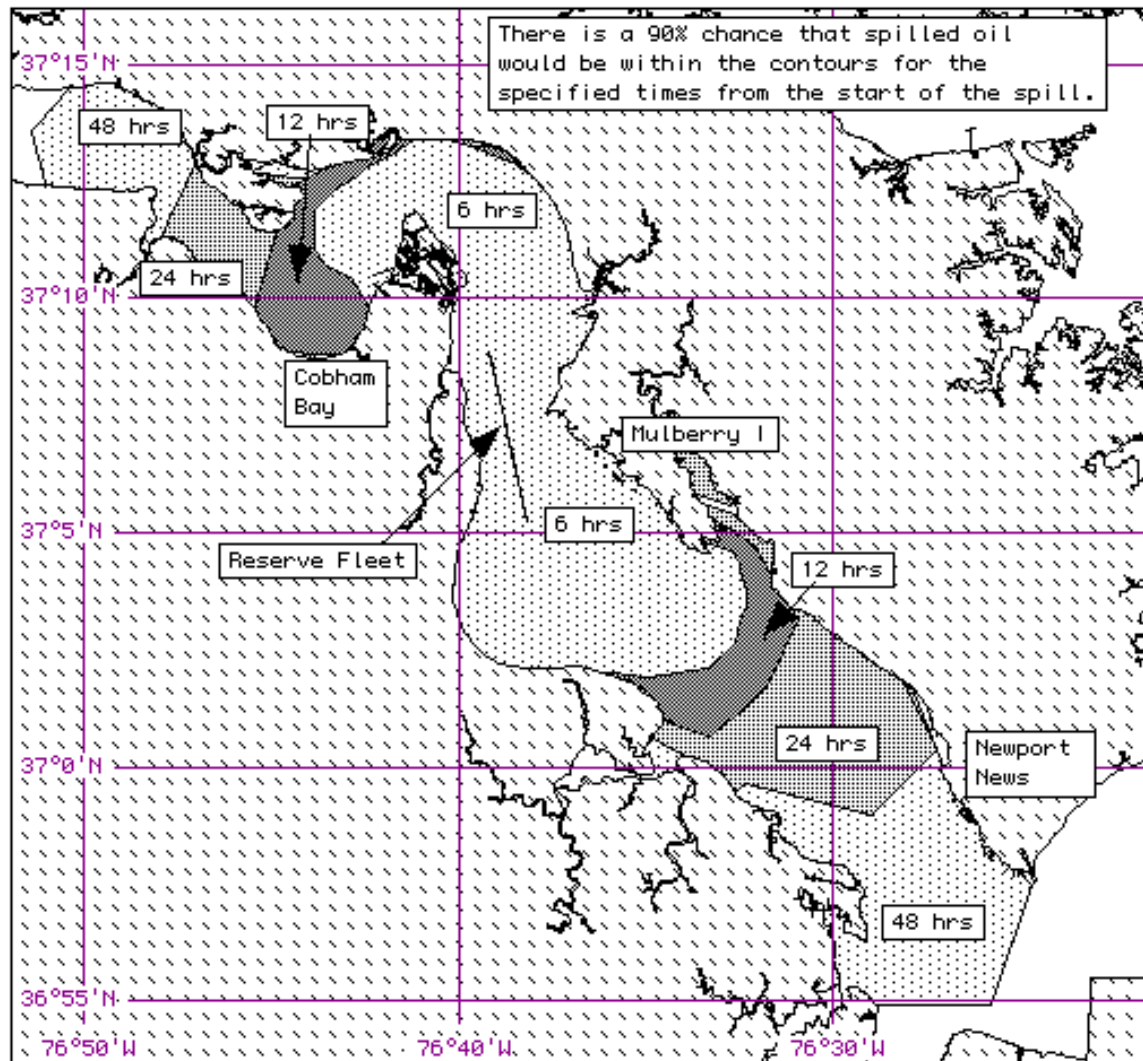 There is a 90% chance that spilled oil
would be within the contours for the
specified times from the start of the spill.
37°15'N
48 hrs
12 hrs
6 hrs
24 hrs
37°10'N
Cobham
Bay
Mulberry I
37°5'N
6 hrs
Reserve Fleet
12 hrs
24 hrs
Newport
News
37°0'N
48 hrs
36°55'N
76°50'W
76°40'W
76°30'W